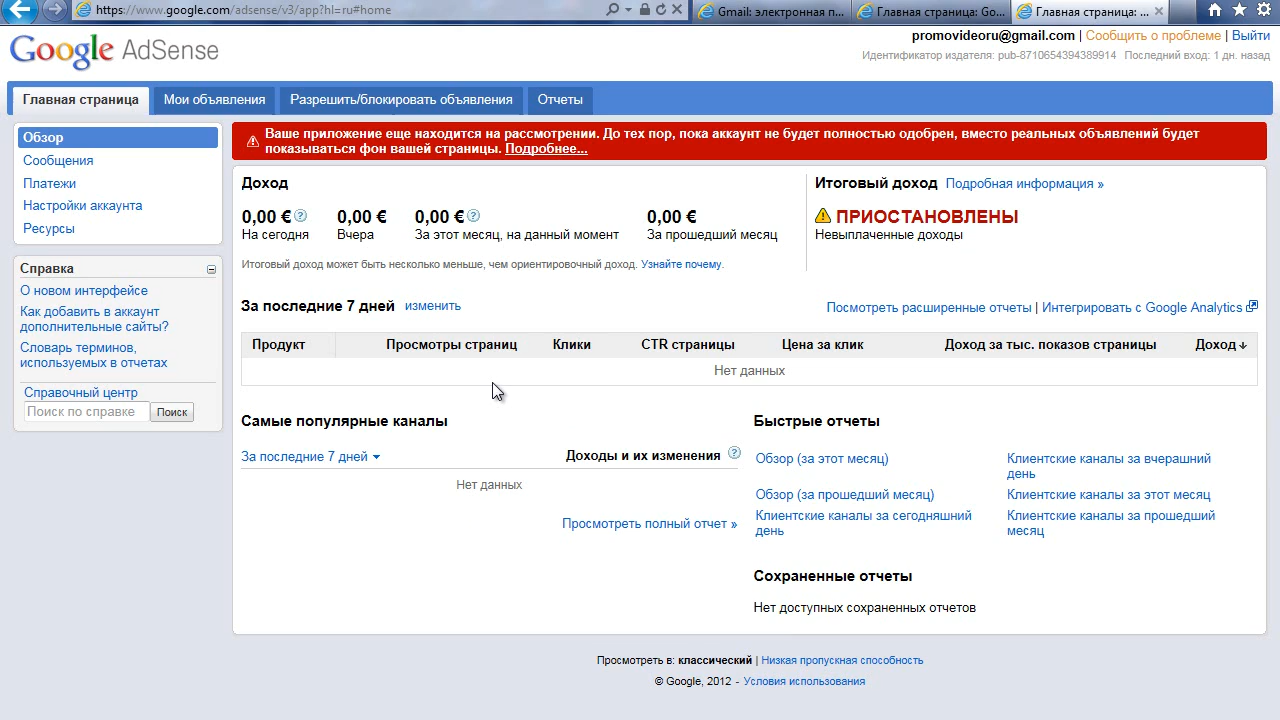 https://www.google.com/adsense/v3/app?hl=ru#home
Gmail: электронная п...
Главная страница: Go...
Главная страница: ...
promovideoru@gmail.com | Сообщить о проблеме | Выйти
Google AdSense
Идентификатор издателя: pub-8710654394389914 Последний вход: 1 дн. назад
Главная страница
Мои объявления
Разрешить/блокировать объявления
Отчеты
Обзор
Сообщения
Платежи
Настройки аккаунта
Ресурсы
Справка
О новом интерфейсе
Как добавить в аккаунт
дополнительные сайты?
Словарь терминов,
используемых в отчетах
Справочный центр
Поиск по справке
Поиск
Ваше приложение еще находится на рассмотрении. До тех пор, пока аккаунт не будет полностью одобрен, вместо реальных объявлений будет
показываться фон вашей страницы. Подробнее...
Доход
0,00 € ?
На сегодня
0,00 €
Вчера
0,00 € ?
За этот месяц, на данный момент
0,00 €
За прошедший месяц
Итоговый доход может быть несколько меньше, чем ориентировочный доход. Узнайте почему.
Итоговый доход Подробная информация »
ПРИОСТАНОВЛЕНЫ
Невыплаченные доходы
За последние 7 дней изменить
Посмотреть расширенные отчеты | Интегрировать с Google Analytics
Продукт Просмотры страниц Клики CTR страницы Цена за клик Доход за тыс. показов страницы Доход
Нет данных
Самые популярные каналы
За последние 7 дней
Доходы и их изменения ?
Нет данных
Просмотреть полный отчет »
Быстрые отчеты
Обзор (за этот месяц)
Клиентские каналы за вчерашний
день
Обзор (за прошедший месяц)
Клиентские каналы за этот месяц
Клиентские каналы за сегодняшний
день
Клиентские каналы за прошедший
месяц
Сохраненные отчеты
Нет доступных сохраненных отчетов
Просмотреть в: классический | Низкая пропускная способность
© Google, 2012 - Условия использования